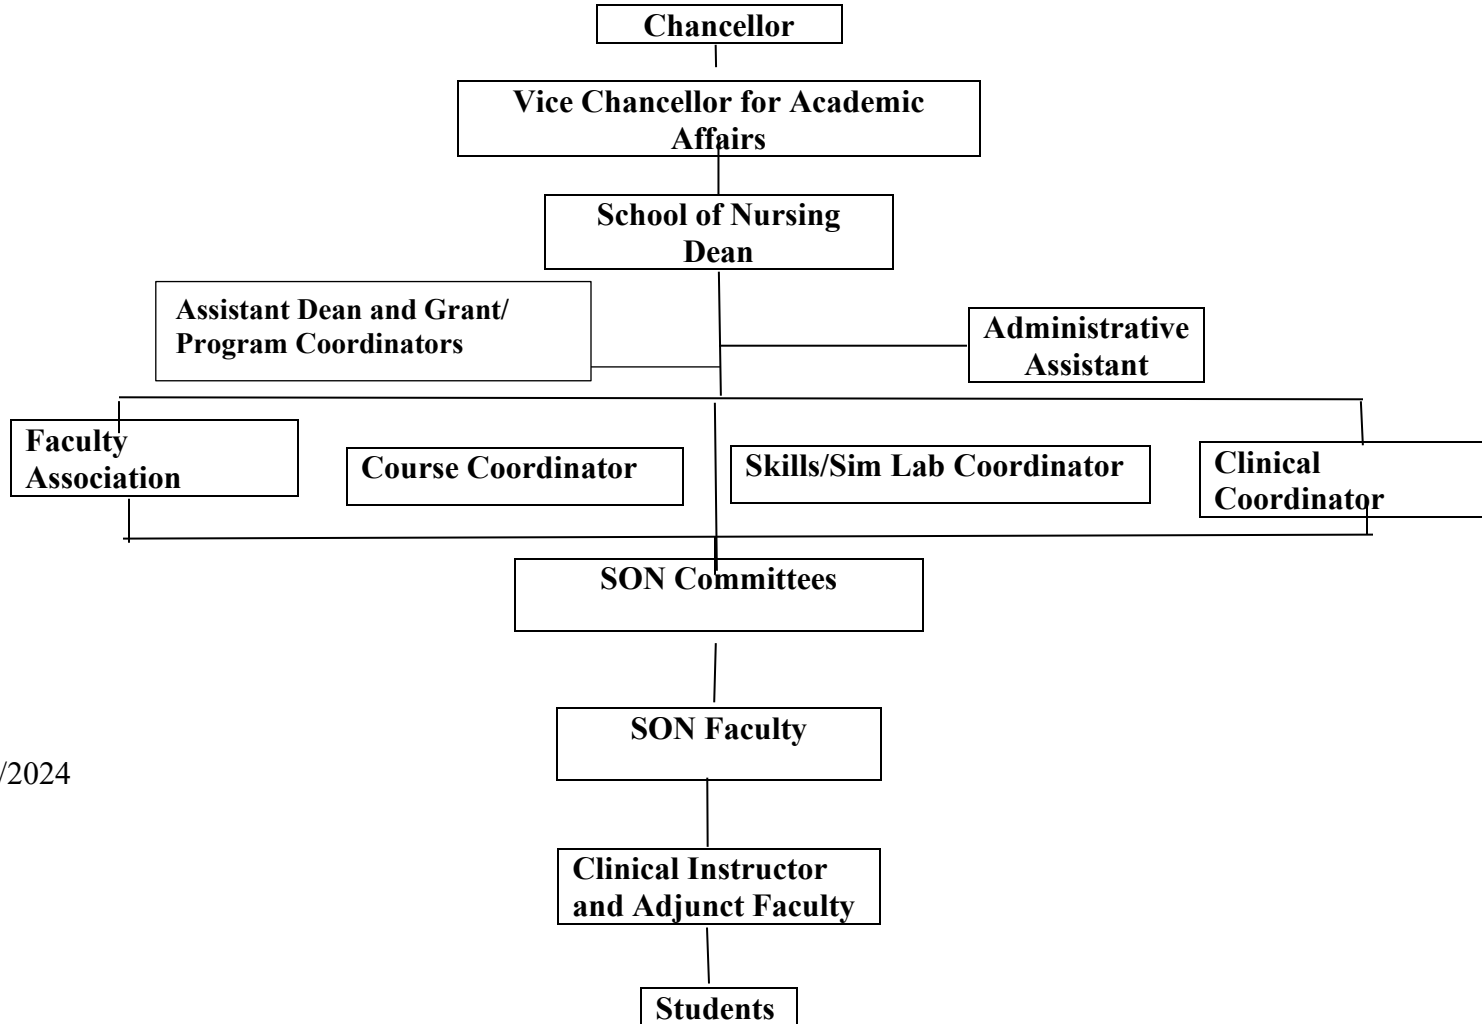 Chancellor
Vice Chancellor for Academic
Affairs
School of Nursing
Dean
Assistant Dean and Grant/
Program Coordinators
Administrative
Assistant
Faculty
Association
Course Coordinator
Skills/Sim Lab Coordinator
Clinical
Coordinator
SON Committees
SON Faculty
/2024
Clinical Instructor
and Adjunct Faculty
Students